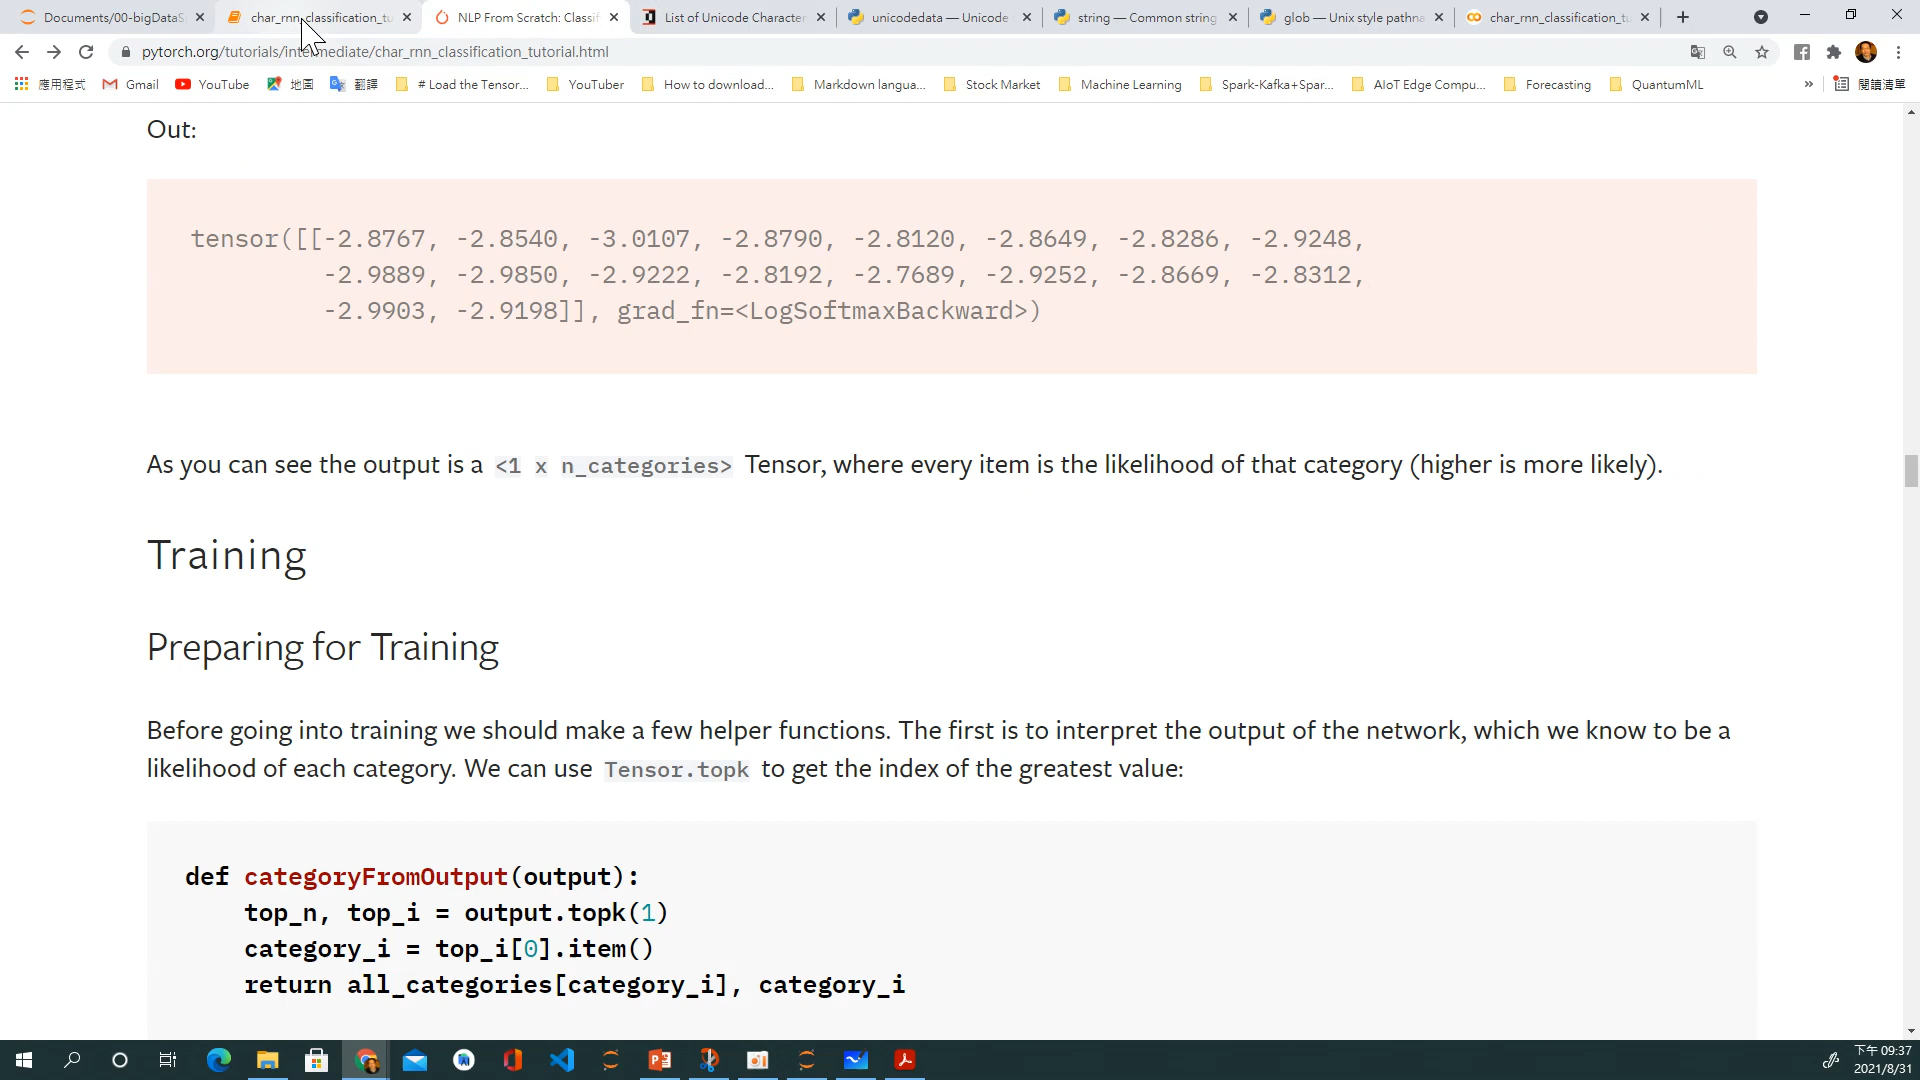 Documents/00-bigDataS
char_rnn_classification_tu
NLP From Scratch: Classif
List of Unicode Character
unicodedata — Unicode
string — Common string
glob — Unix style pathna
char_rnn_classification_tu
pytorch.org/tutorials/intermediate/char_rnn_classification_tutorial.html
應用程式
Gmail
YouTube
地圖
翻譯
# Load the Tensor...
YouTuber
How to download...
Markdown langua...
Stock Market
Machine Learning
Spark-Kafka+Spar...
AIoT Edge Compu...
Forecasting
QuantumML
»
閱讀清單
Out:
tensor([[-2.8767, -2.8540, -3.0107, -2.8790, -2.8120, -2.8649, -2.8286, -2.9248,
-2.9889, -2.9850, -2.9222, -2.8192, -2.7689, -2.9252, -2.8669, -2.8312,
-2.9903, -2.9198]], grad_fn=<LogSoftmaxBackward>)
As you can see the output is a <1 x n_categories> Tensor, where every item is the likelihood of that category (higher is more likely).
Training
Preparing for Training
Before going into training we should make a few helper functions. The first is to interpret the output of the network, which we know to be a
likelihood of each category. We can use Tensor.topk to get the index of the greatest value:
def categoryFromOutput(output):
top_n, top_i = output.topk(1)
category_i = top_i[0].item()
return all_categories[category_i], category_i
下午 09:37
2021/8/31